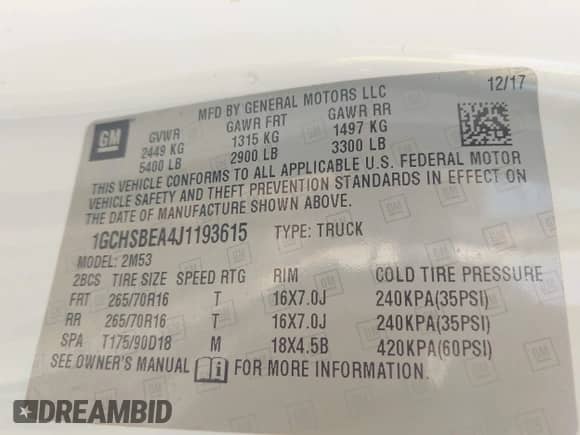 12/17
MFD BY GENERAL MOTORS LLC
GM
GVWR GAWR FRT GAWR RR
2449 KG 1315 KG 1497 KG
5400 LB 2900 LB 3300 LB
THIS VEHICLE CONFORMS TO ALL APPLICABLE U.S. FEDERAL MOTOR
VEHICLE SAFETY AND THEFT PREVENTION STANDARDS IN EFFECT ON
THE DATE OF MANUFACTURE SHOWN ABOVE.
1GCHSBEA4J1193615 TYPE: TRUCK
MODEL: 2M53
2BCS TIRE SIZE SPEED RTG RIM COLD TIRE PRESSURE
FRT 265/70R16 T 16X7.0J 240KPA(35PSI)
RR 265/70R16 T 16X7.0J 240KPA(35PSI)
SPA T175/90D18 M 18X4.5B 420KPA(60PSI)
SEE OWNER'S MANUAL FOR MORE INFORMATION.
DREAMBID